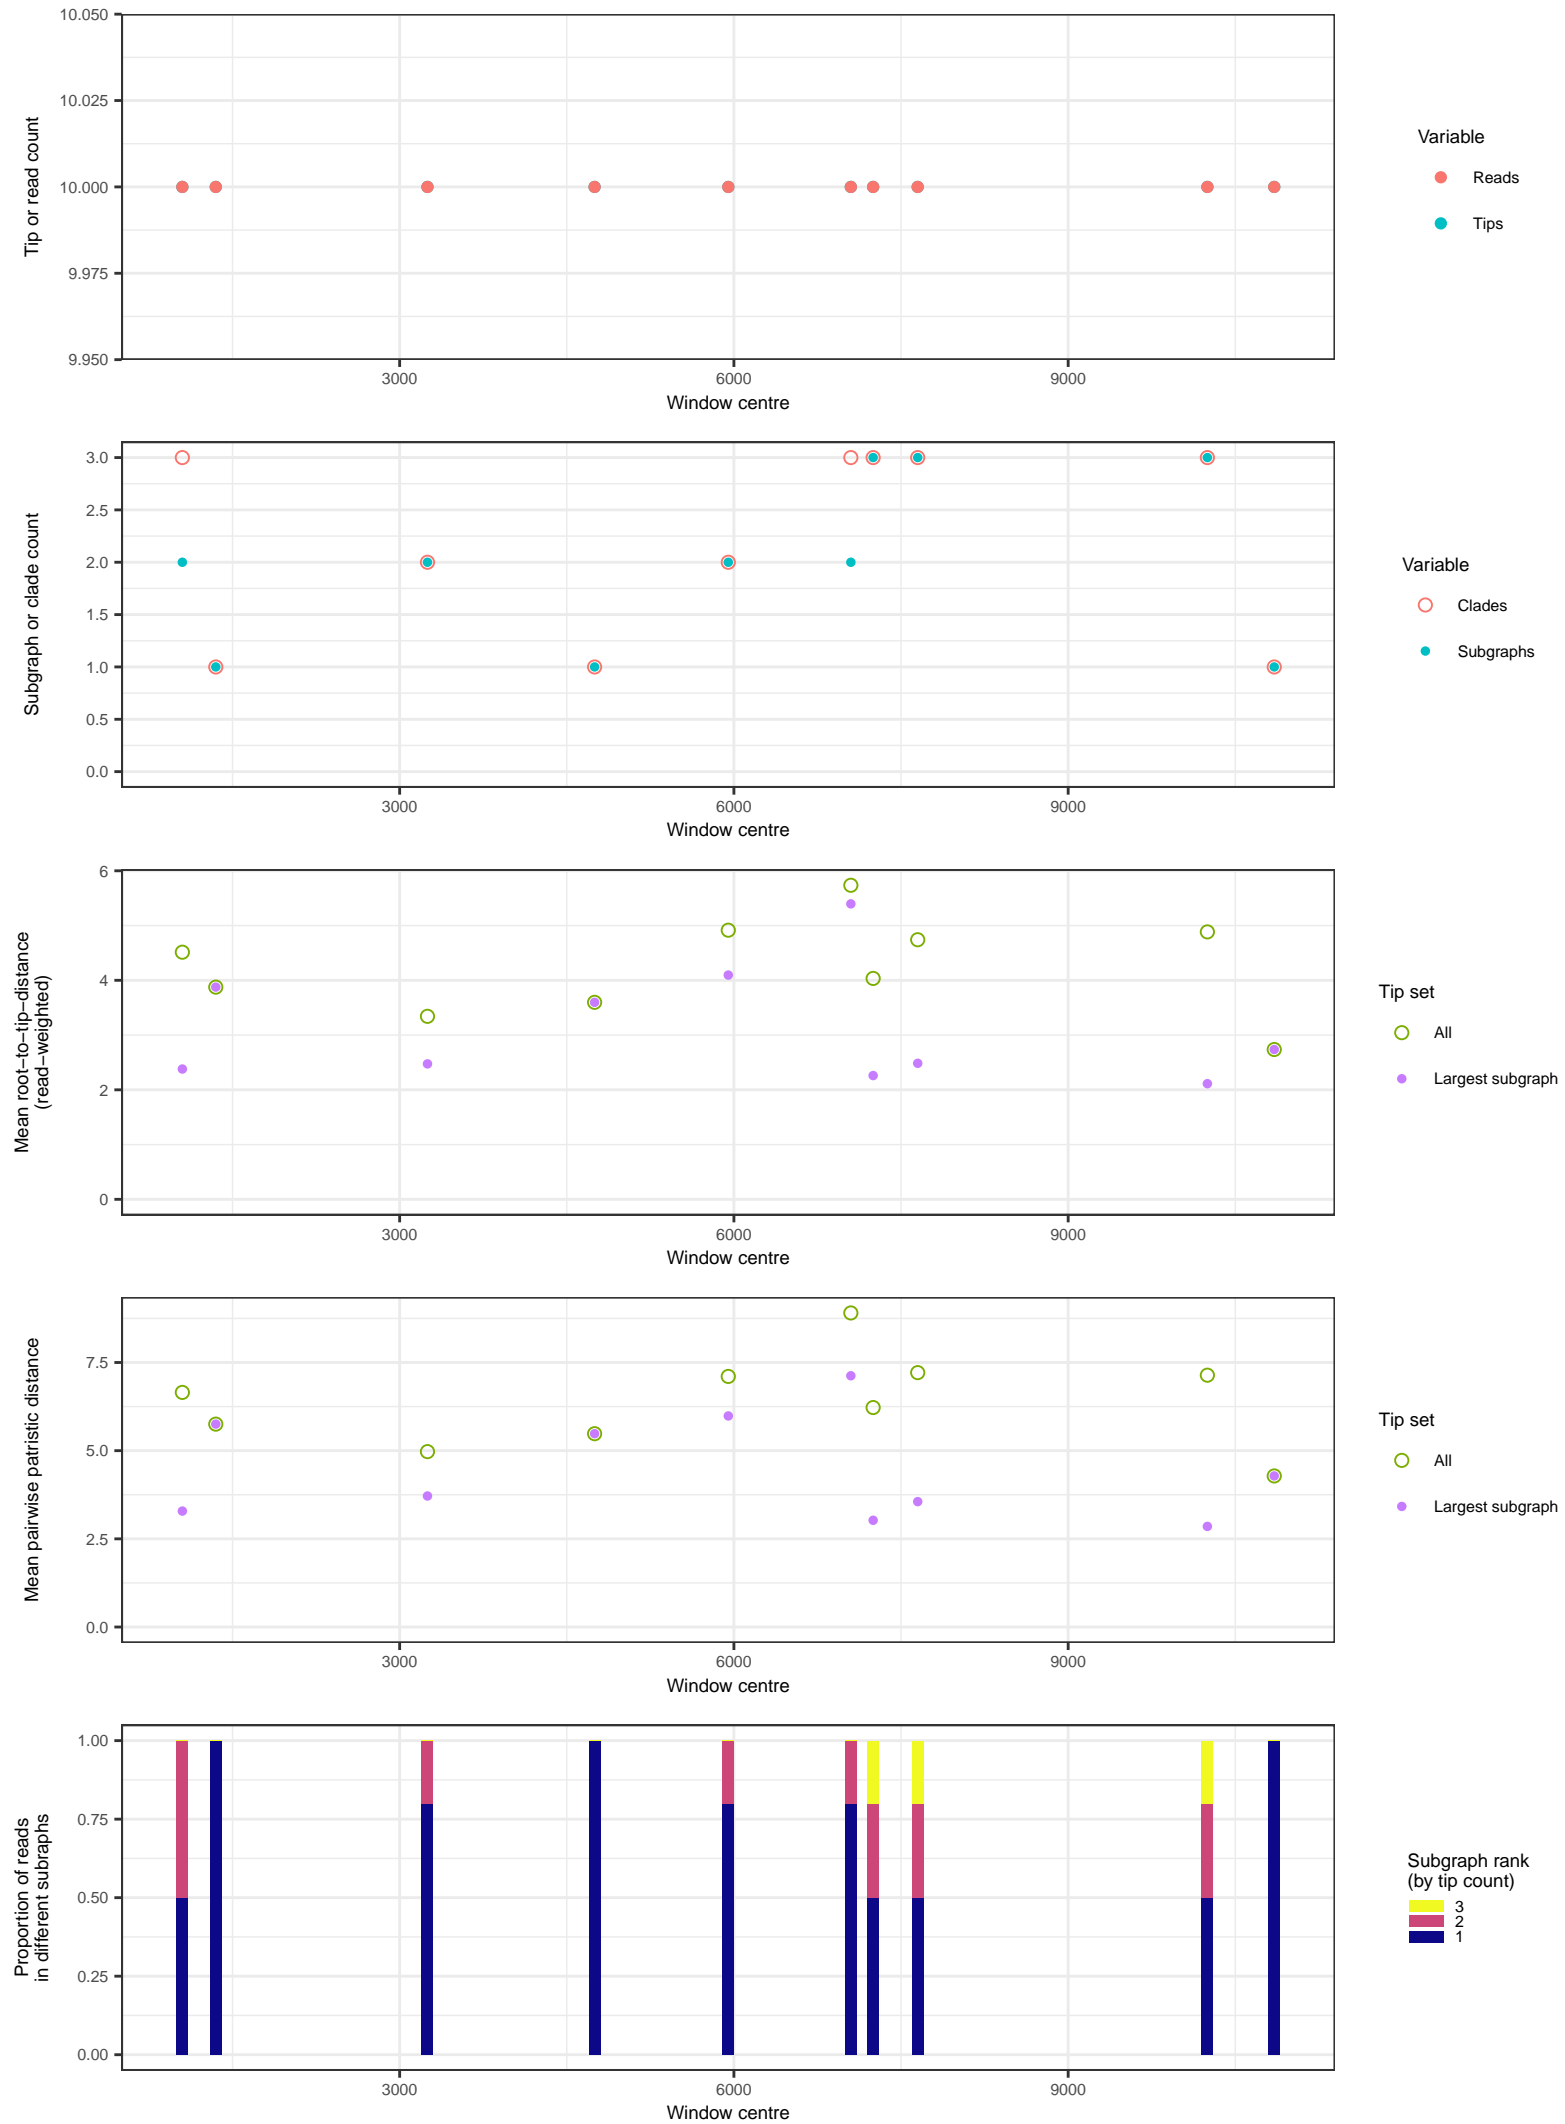 10.050
10.025
10.000
9.975
9.950
Tip or read count
3000
6000
9000
Window centre
Variable
Reads
Tips
3.0
2.5
2.0
1.5
1.0
0.5
0.0
Subgraph or clade count
3000
6000
9000
Window centre
Variable
Clades
Subgraphs
6
4
2
0
Mean root−to−tip−distance
(read−weighted)
3000
6000
9000
Window centre
Tip set
All
Largest subgraph
7.5
5.0
2.5
0.0
Mean pairwise patristic distance
3000
6000
9000
Window centre
Tip set
All
Largest subgraph
1.00
0.75
0.50
0.25
0.00
Proportion of reads
in different subraphs
3000
6000
9000
Window centre
Subgraph rank
(by tip count)
3
2
1